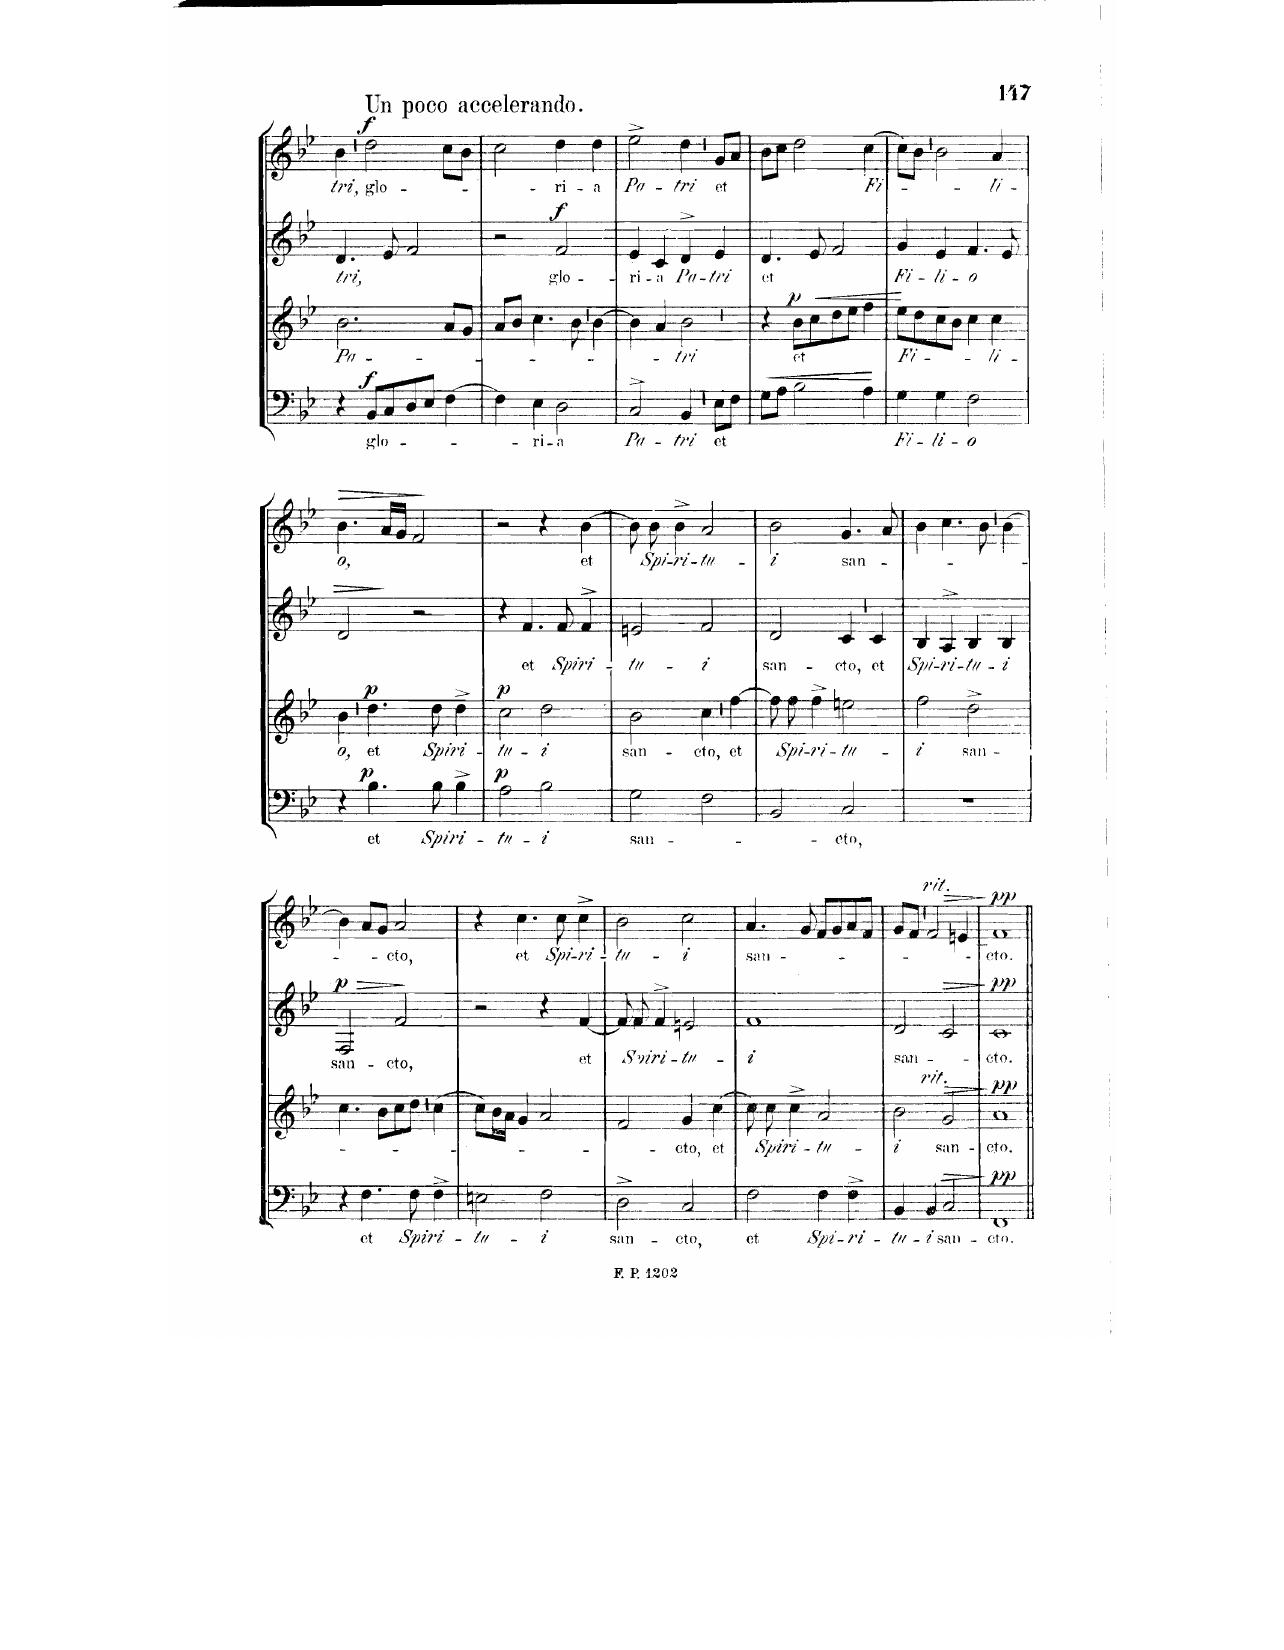 147
Un poco accelerando.
f
tri, glo - - - ri - a Pa - tri et Fi - - - li -
f
tri, glo - ri - a Pa - tri et Fi - li - o
p
Pa - - - - - - tri et Fi - - li -
f
glo - - - ri - a Pa - tri et Fi - li - o
o, et Spi - ri - tu - i san - - - -
et Spiri - tu - i san - cto, et Spi - ri - tu - i
p p
o, et Spiri - tu - i san - cto, et Spi - ri - tu - i san -
p p
et Spiri - tu - i san - - - cto,
rit. pp
- - cto, et Spi - ri - tu - i san - - - - - cto.
p pp
san - cto, et Spiri - tu - i san - - cto.
rit. pp
- - - - - - - cto, et Spiri - tu - i san - cto.
pp
et Spiri - tu - i san - cto, et Spi - ri - tu - i san - cto.
F. P. 1202